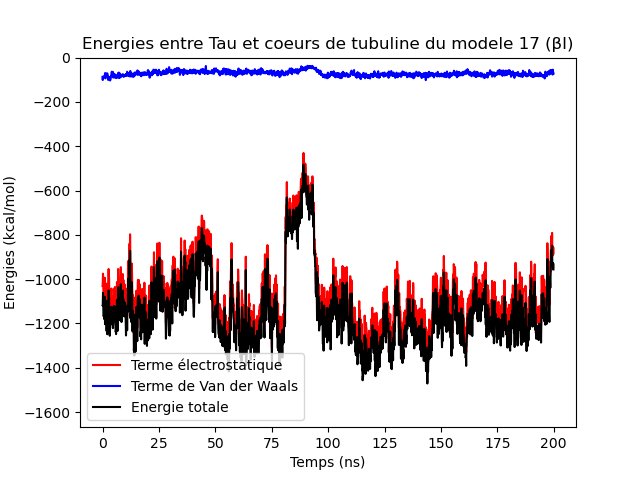 Energies entre Tau et coeurs de tubuline du modele 17 (βI)
Energies (kcal/mol)
0
−200
−400
−600
−800
−1000
−1200
−1400
−1600
Terme électrostatique
Terme de Van der Waals
Energie totale
0 25 50 75 100 125 150 175 200
Temps (ns)